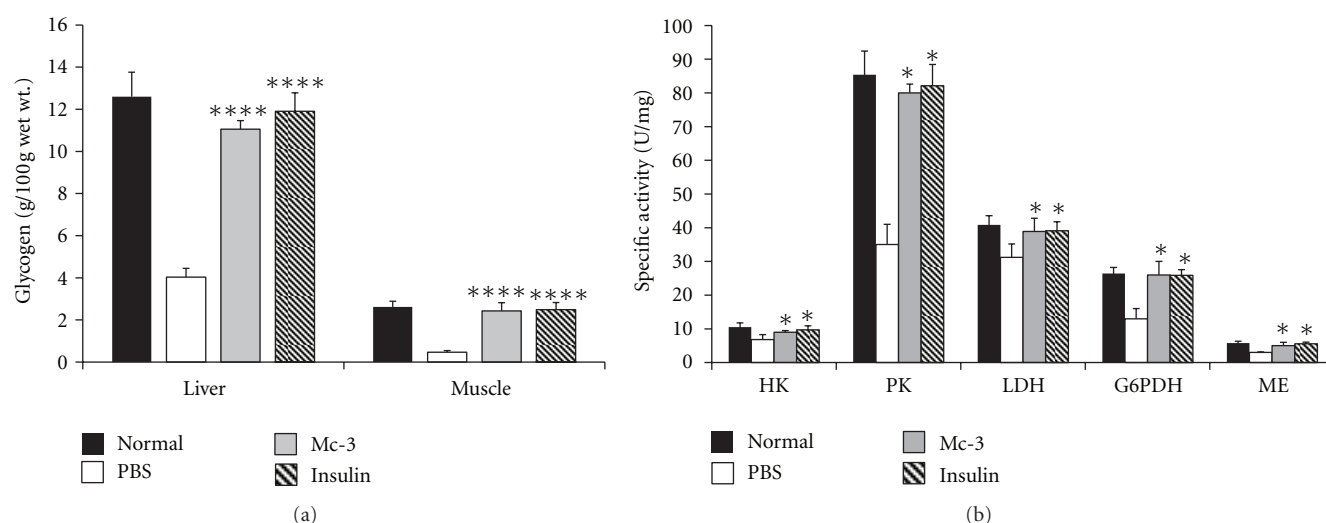 16
14
12
10
8
6
4
2
0
Glycogen (g/100g wet wt.)
****
****
****
****
Liver
Muscle
Normal
PBS
Mc-3
Insulin
(a)
100
90
80
70
60
50
40
30
20
10
0
Specific activity (U/mg)
*
*
*
*
*
*
*
*
*
*
HK
PK
LDH
G6PDH
ME
Normal
PBS
Mc-3
Insulin
(b)